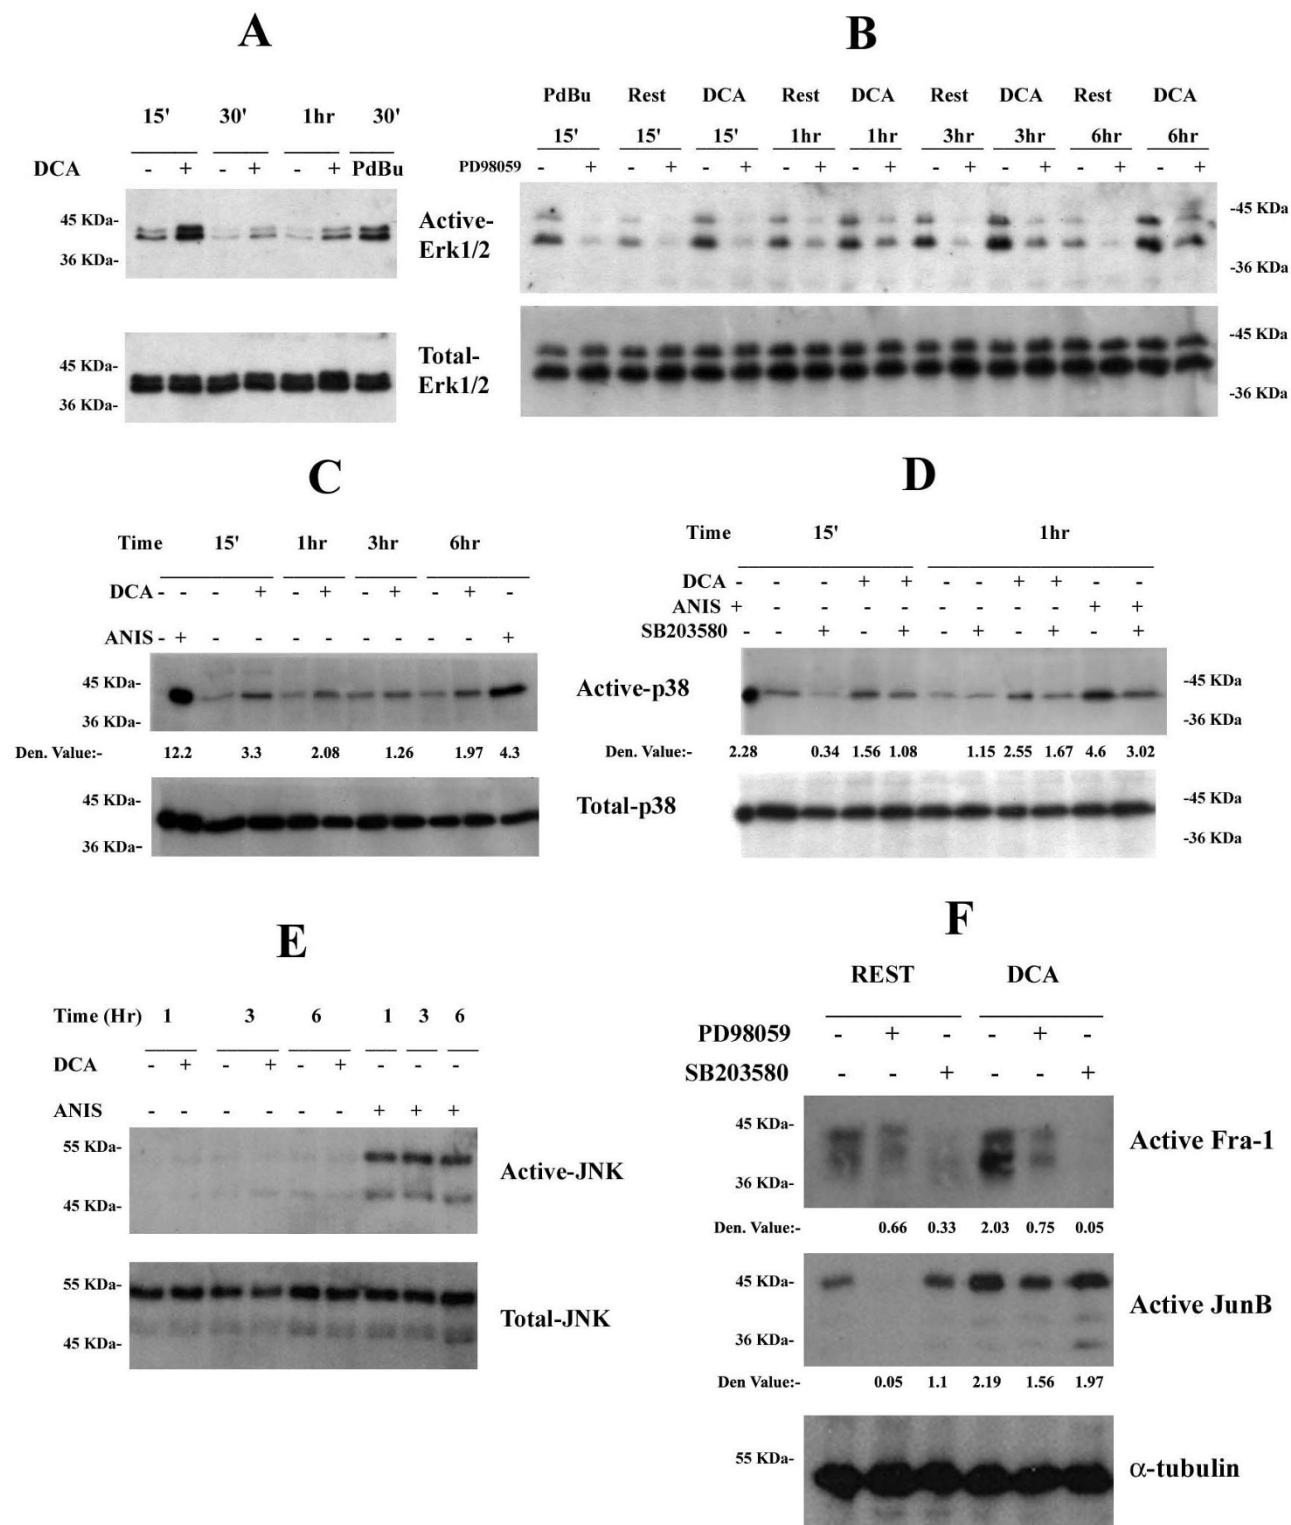 A
15' 30' 1hr 30'
DCA - + - + - + PdBu
45 KDa-
36 KDa-
Active-
Erk1/2
45 KDa-
36 KDa-
Total-
Erk1/2
B
PdBu Rest DCA Rest DCA Rest DCA Rest DCA
15' 15' 15' 1hr 1hr 3hr 3hr 6hr 6hr
PD98059 - + - + - + - + - + - + - + - + - +
-45 KDa
-36 KDa
-45 KDa
-36 KDa
C
Time 15' 1hr 3hr 6hr
DCA - - - + - + - + - + -
ANIS - + - - - - - - - - +
45 KDa-
36 KDa-
Active-p38
Den. Value:- 12.2 3.3 2.08 1.26 1.97 4.3
45 KDa-
36 KDa-
Total-p38
D
Time 15' 1hr
DCA - - - + + - - + + - -
ANIS + - - - - - - - - + +
SB203580 - - + - + - + - + - +
-45 KDa
-36 KDa
Den. Value:- 2.28 0.34 1.56 1.08 1.15 2.55 1.67 4.6 3.02
-45 KDa
-36 KDa
E
Time (Hr) 1 3 6 1 3 6
DCA - + - + - + - - -
ANIS - - - - - - + + +
55 KDa-
45 KDa-
Active-JNK
55 KDa-
45 KDa-
Total-JNK
F
REST DCA
PD98059 - + - - + -
SB203580 - - + - - +
45 KDa-
36 KDa-
Active Fra-1
Den. Value:- 0.66 0.33 2.03 0.75 0.05
45 KDa-
36 KDa-
Active JunB
Den Value:- 0.05 1.1 2.19 1.56 1.97
55 KDa-
α-tubulin